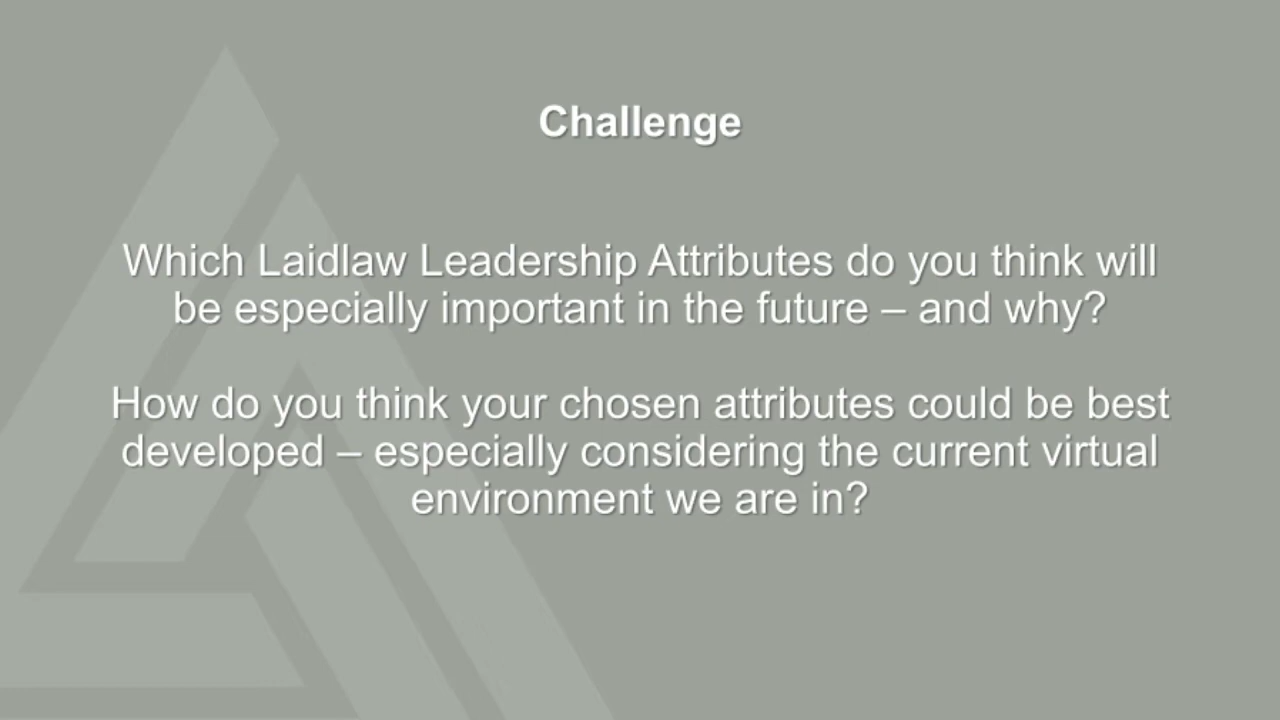 Challenge
Which Laidlaw Leadership Attributes do you think will
be especially important in the future – and why?
How do you think your chosen attributes could be best
developed – especially considering the current virtual
environment we are in?